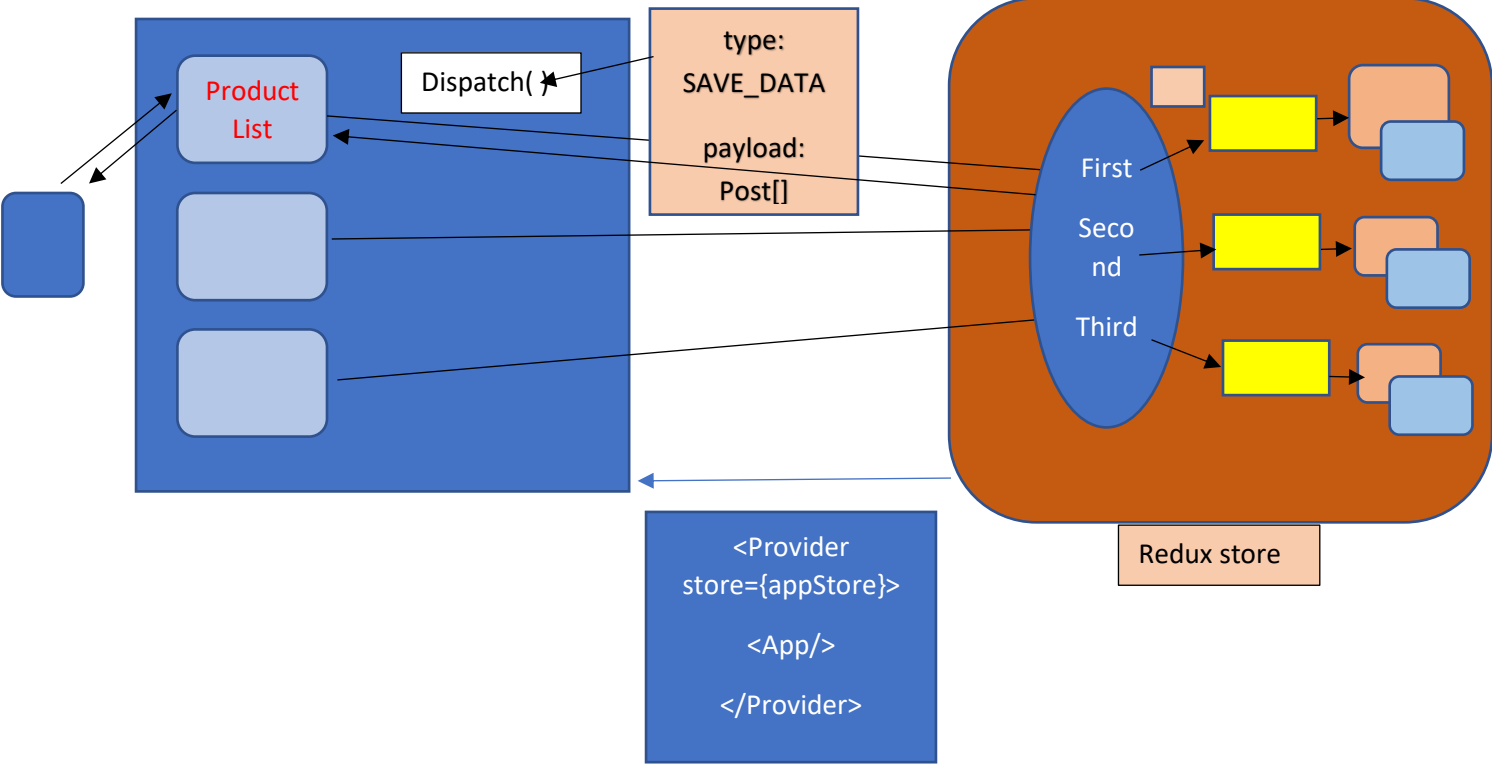 Product
List
Dispatch( )
type:
SAVE_DATA
payload:
Post[]
First
Seco
nd
Third
Redux store
<Provider
store={appStore}>
<App/>
</Provider>